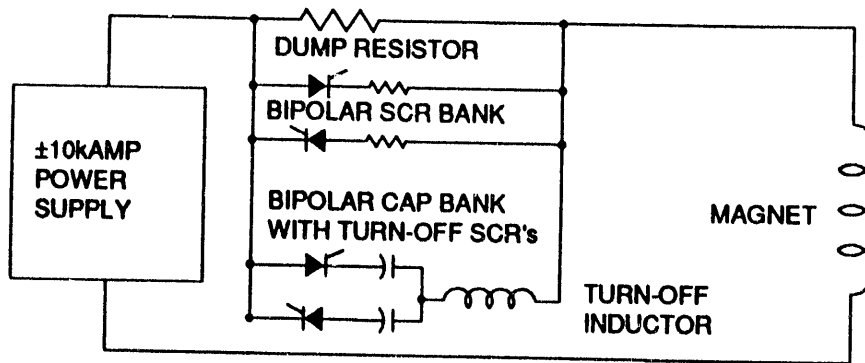 DUMP RESISTOR
BIPOLAR SCR BANK
±10kAMP
POWER
SUPPLY
BIPOLAR CAP BANK
WITH TURN-OFF SCR's
MAGNET
TURN-OFF
INDUCTOR